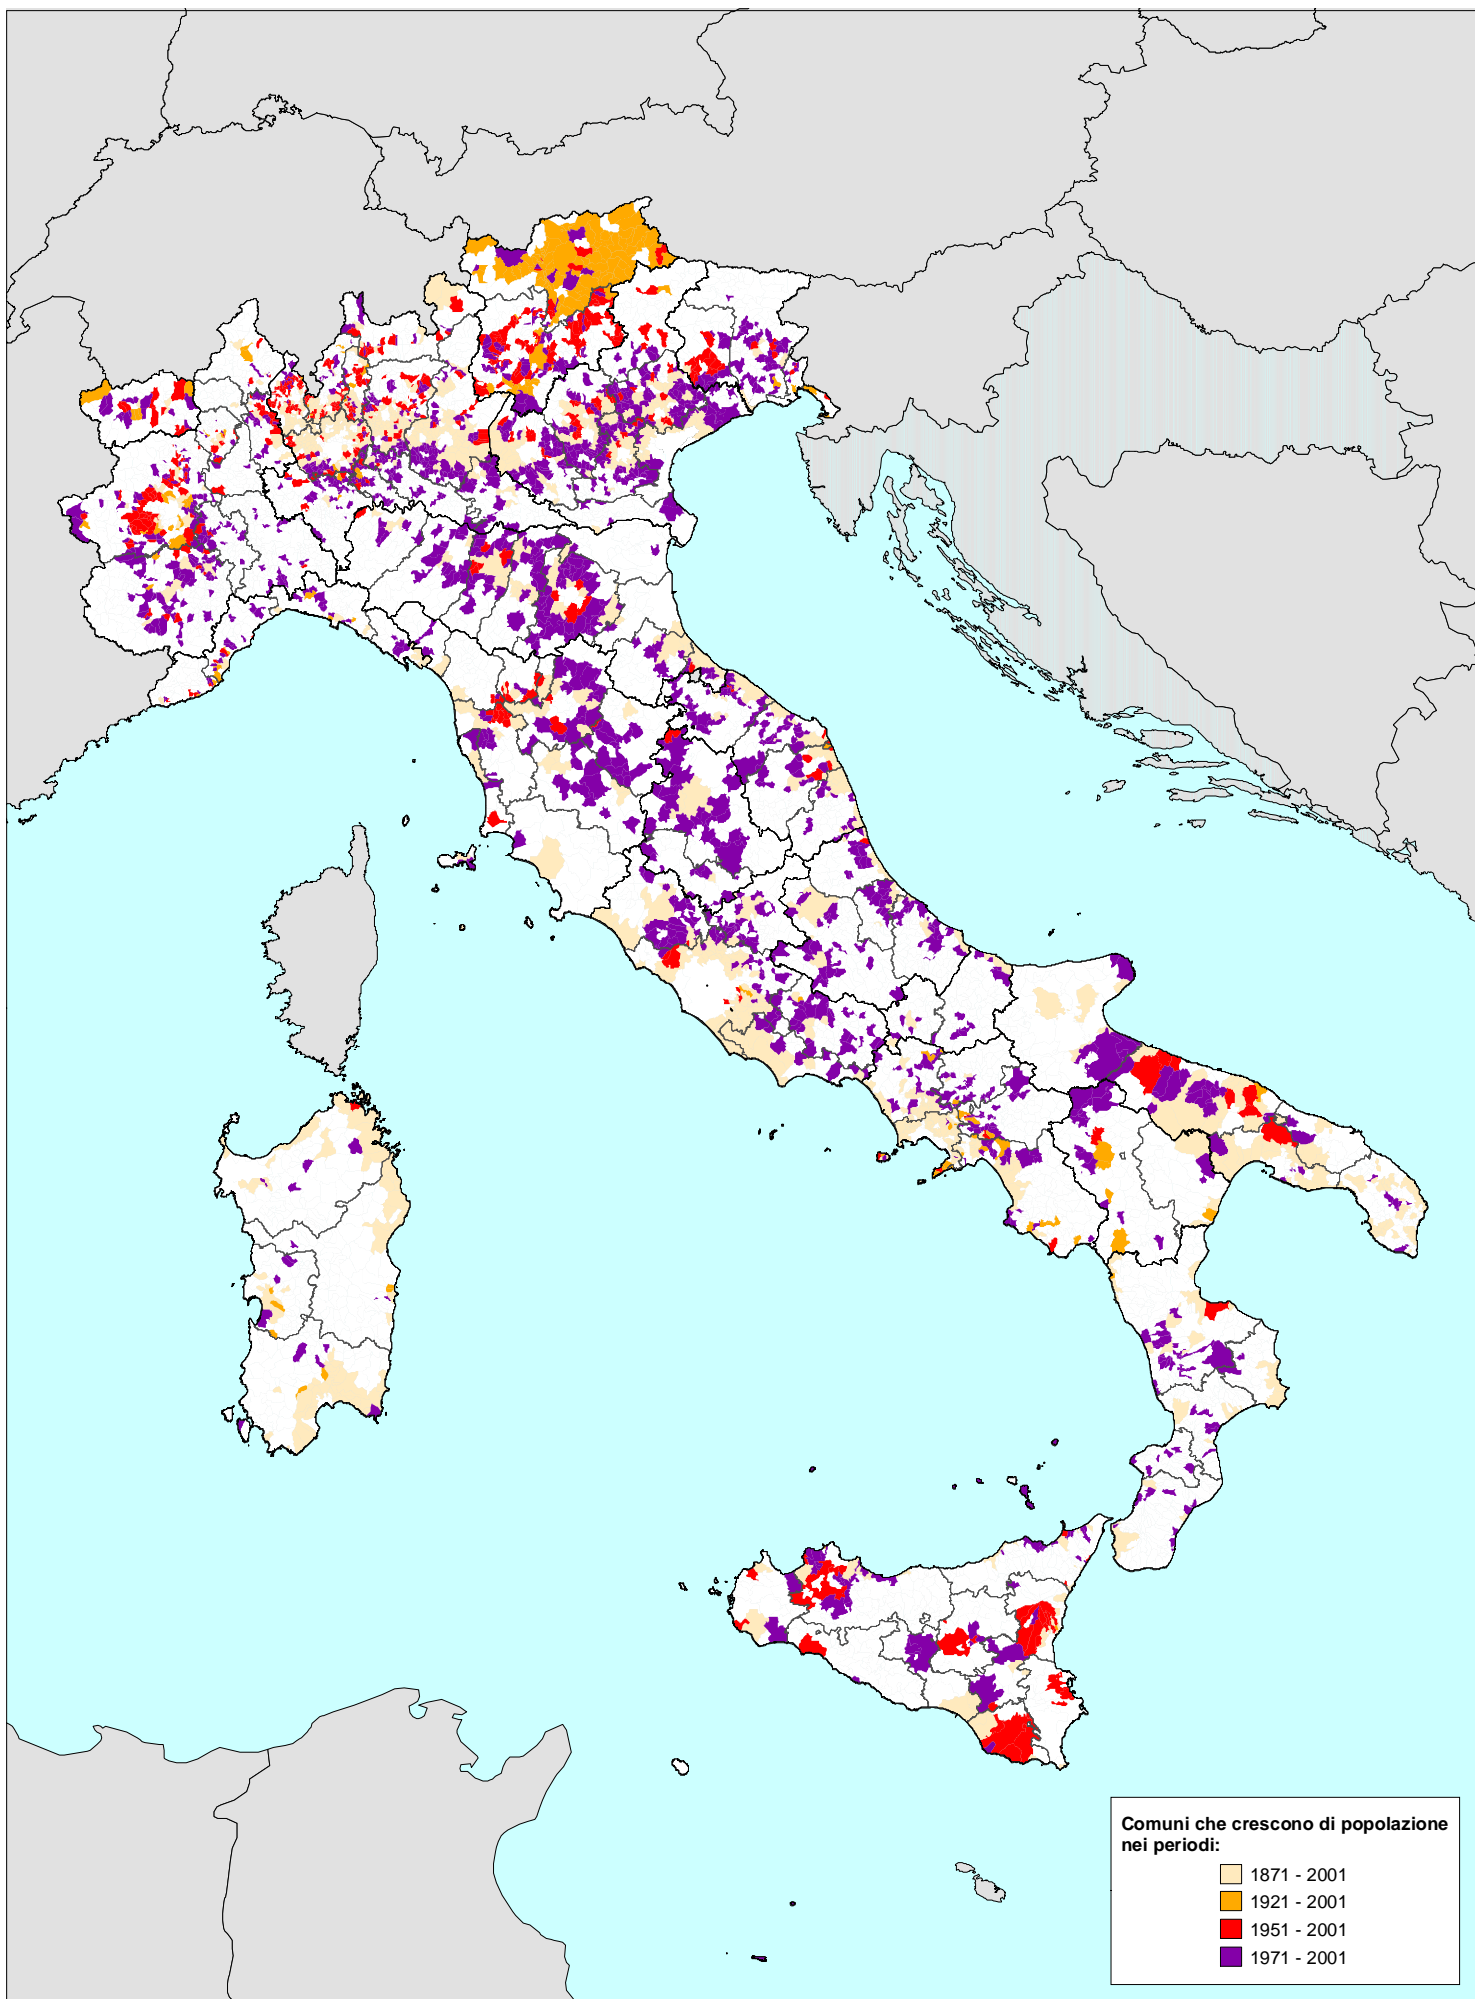 Comuni che crescono di popolazione
nei periodi:
1871 - 2001
1921 - 2001
1951 - 2001
1971 - 2001